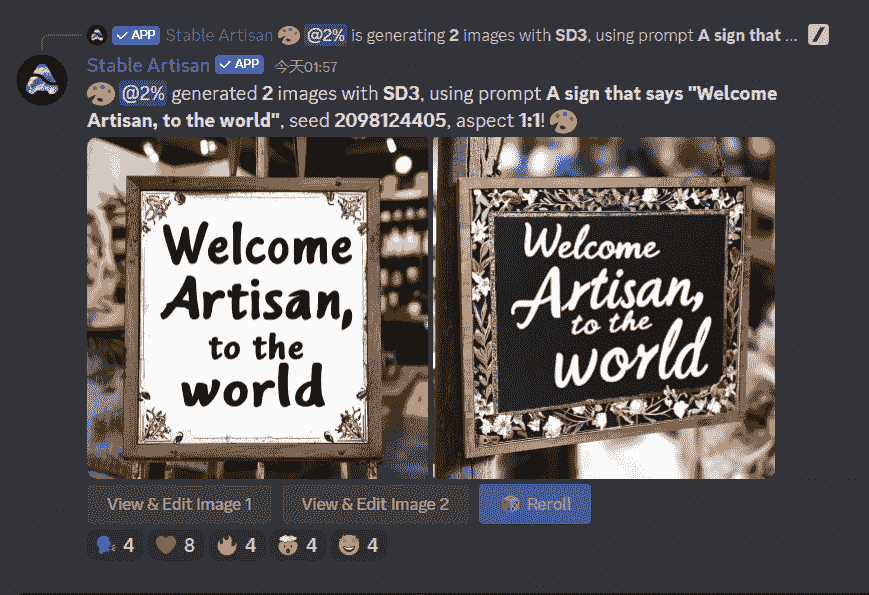 APP Stable Artisan @2% is generating 2 images with SD3, using prompt A sign that ...
Stable Artisan APP 今天01:57
@2% generated 2 images with SD3, using prompt A sign that says "Welcome
Artisan, to the world", seed 2098124405, aspect 1:1!
Welcome
Artisan,
to the
world
Welcome
Artisan,
to the
world
View & Edit Image 1
View & Edit Image 2
Reroll
4 8 4 4 4